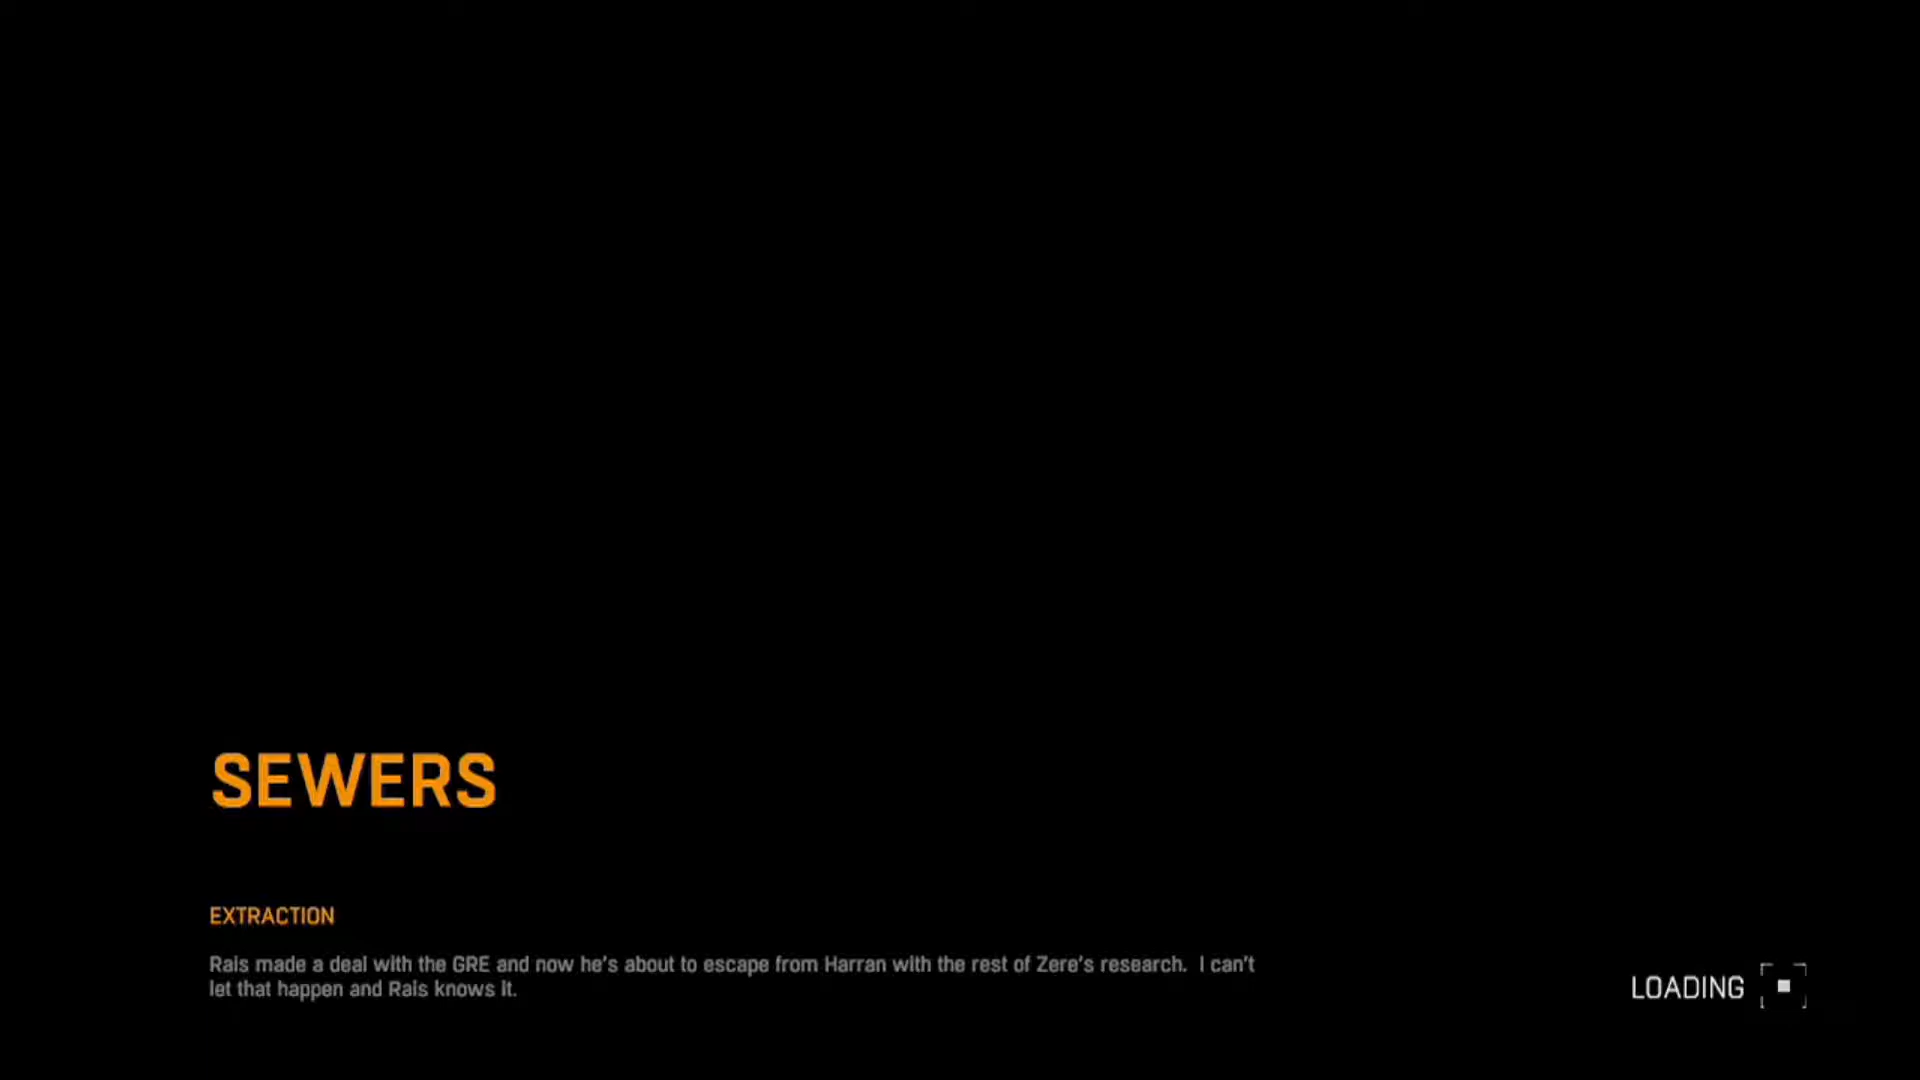 SEWERS
EXTRACTION
Rais made a deal with the GRE and now he's about to escape from Harran with the rest of Zere's research.  I can't
let that happen and Rais knows it.
LOADING